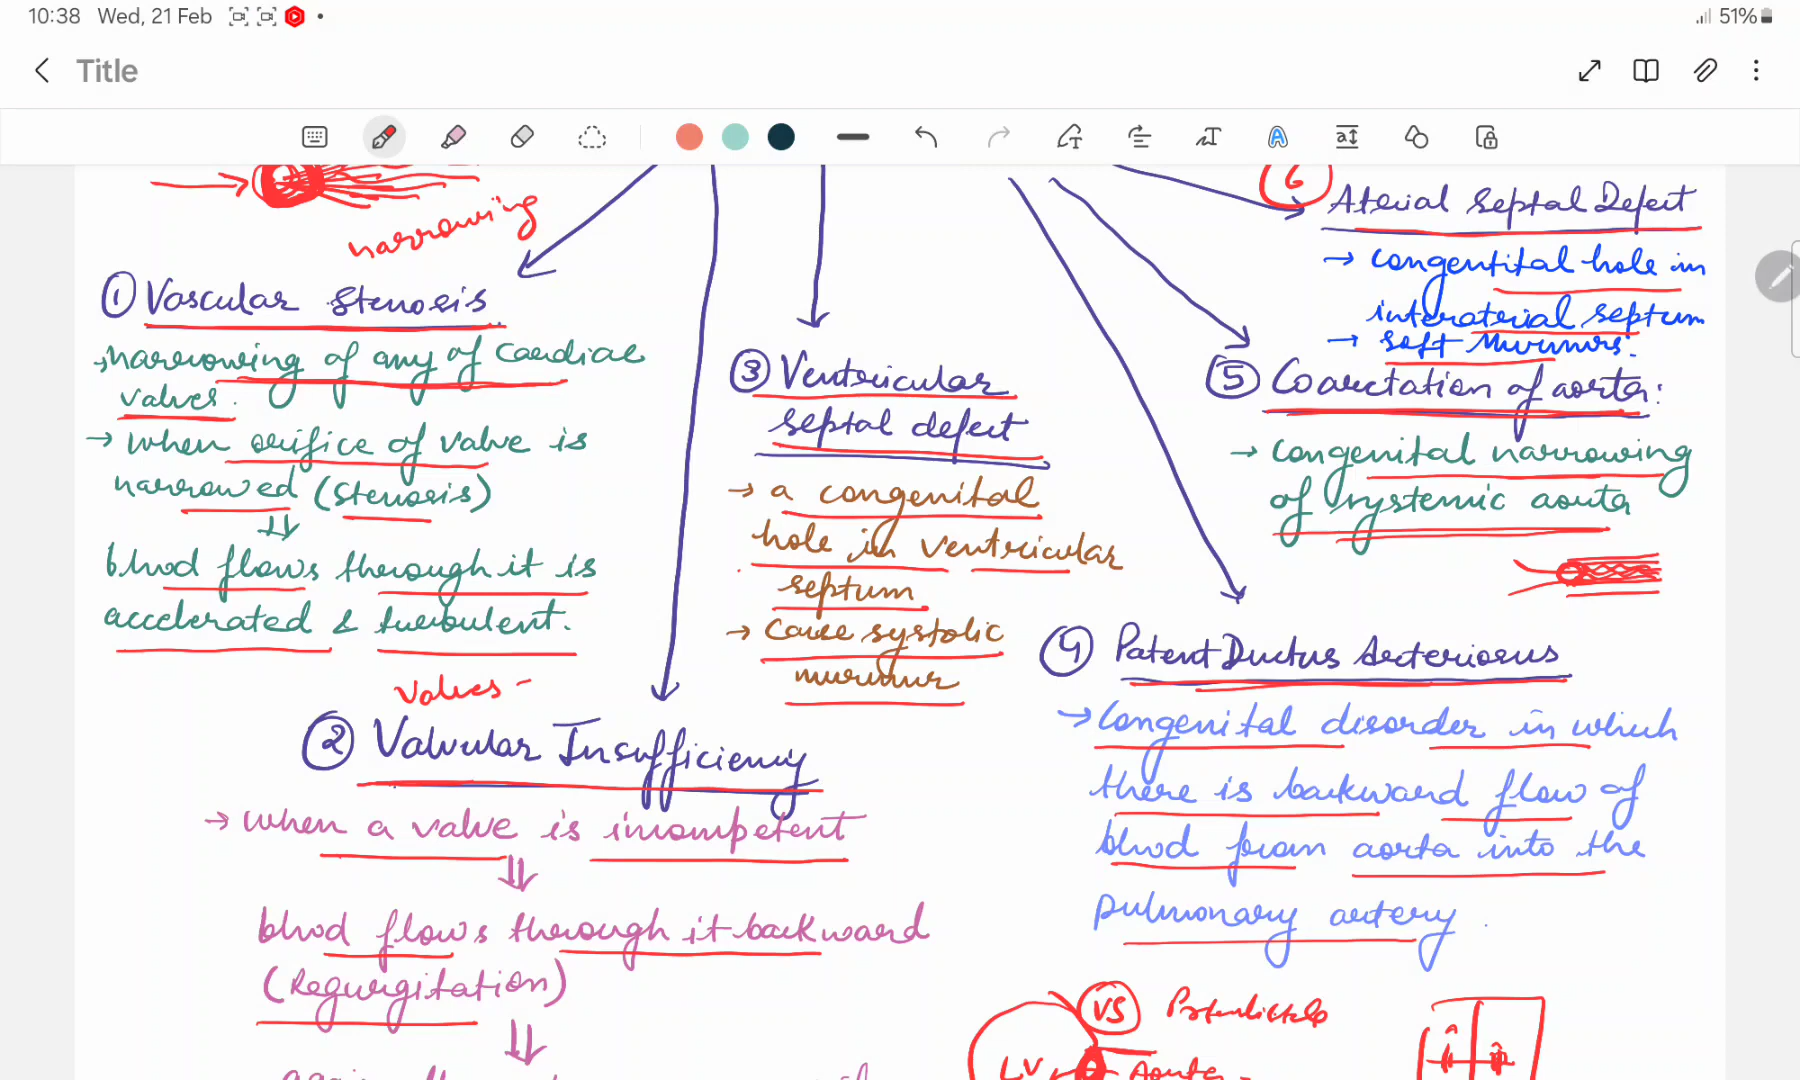 10:38 Wed, 21 Feb
51%
Title
narrowing
① Vascular Stenosis
→ narrowing of any of Cardiac
valves.
→ when orifice of valve is
narrowed (stenosis)
blood flows through it is
accelerated & turbulent.
valves -
② Valvular Insufficiency
→ when a valve is incompetent
blood flows through it backward
(Regurgitation)
③ Ventricular
septal defect
→ a congenital
hole in ventricular
septum
→ Cause systolic
murmur
6
Aterial Septal Defect
→ congentital hole in
interaterial septum
→ soft Murmurs.
⑤ Coarctation of aorta:
→ congenital narrowing
of systemic aorta
④ Patent Ductus Arteriosus
→ Congenital disorder in which
there is backward flow of
blood from aorta into the
pulmonary artery.
VS
LV
Aorta -